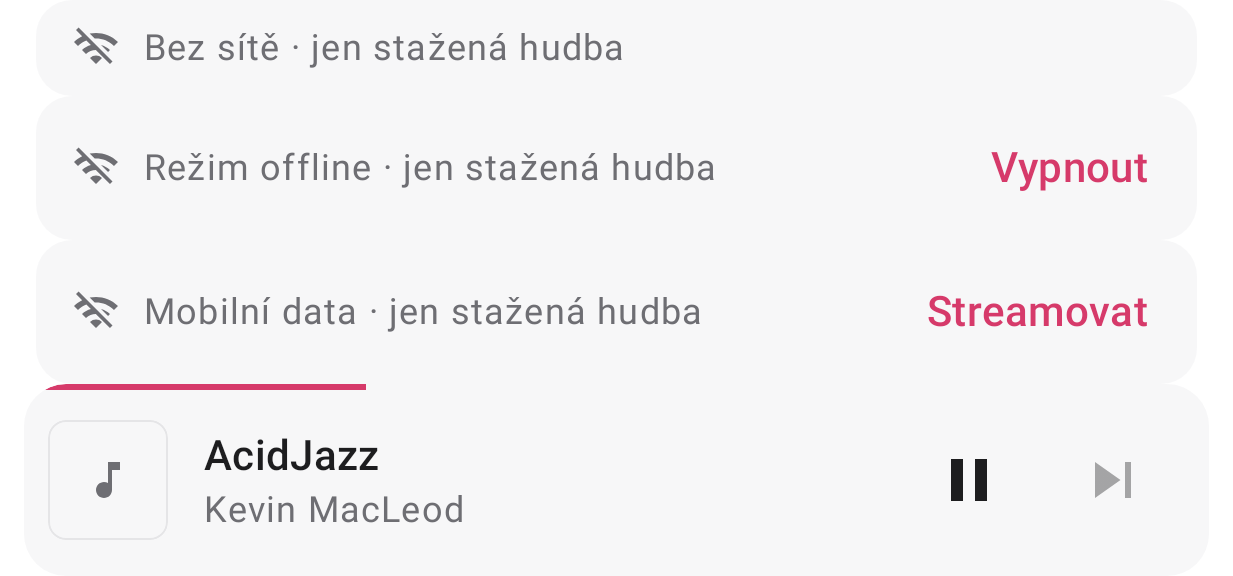 Bez sítě · jen stažená hudba
Režim offline · jen stažená hudba
Vypnout
Mobilní data · jen stažená hudba
Streamovat
AcidJazz
Kevin MacLeod